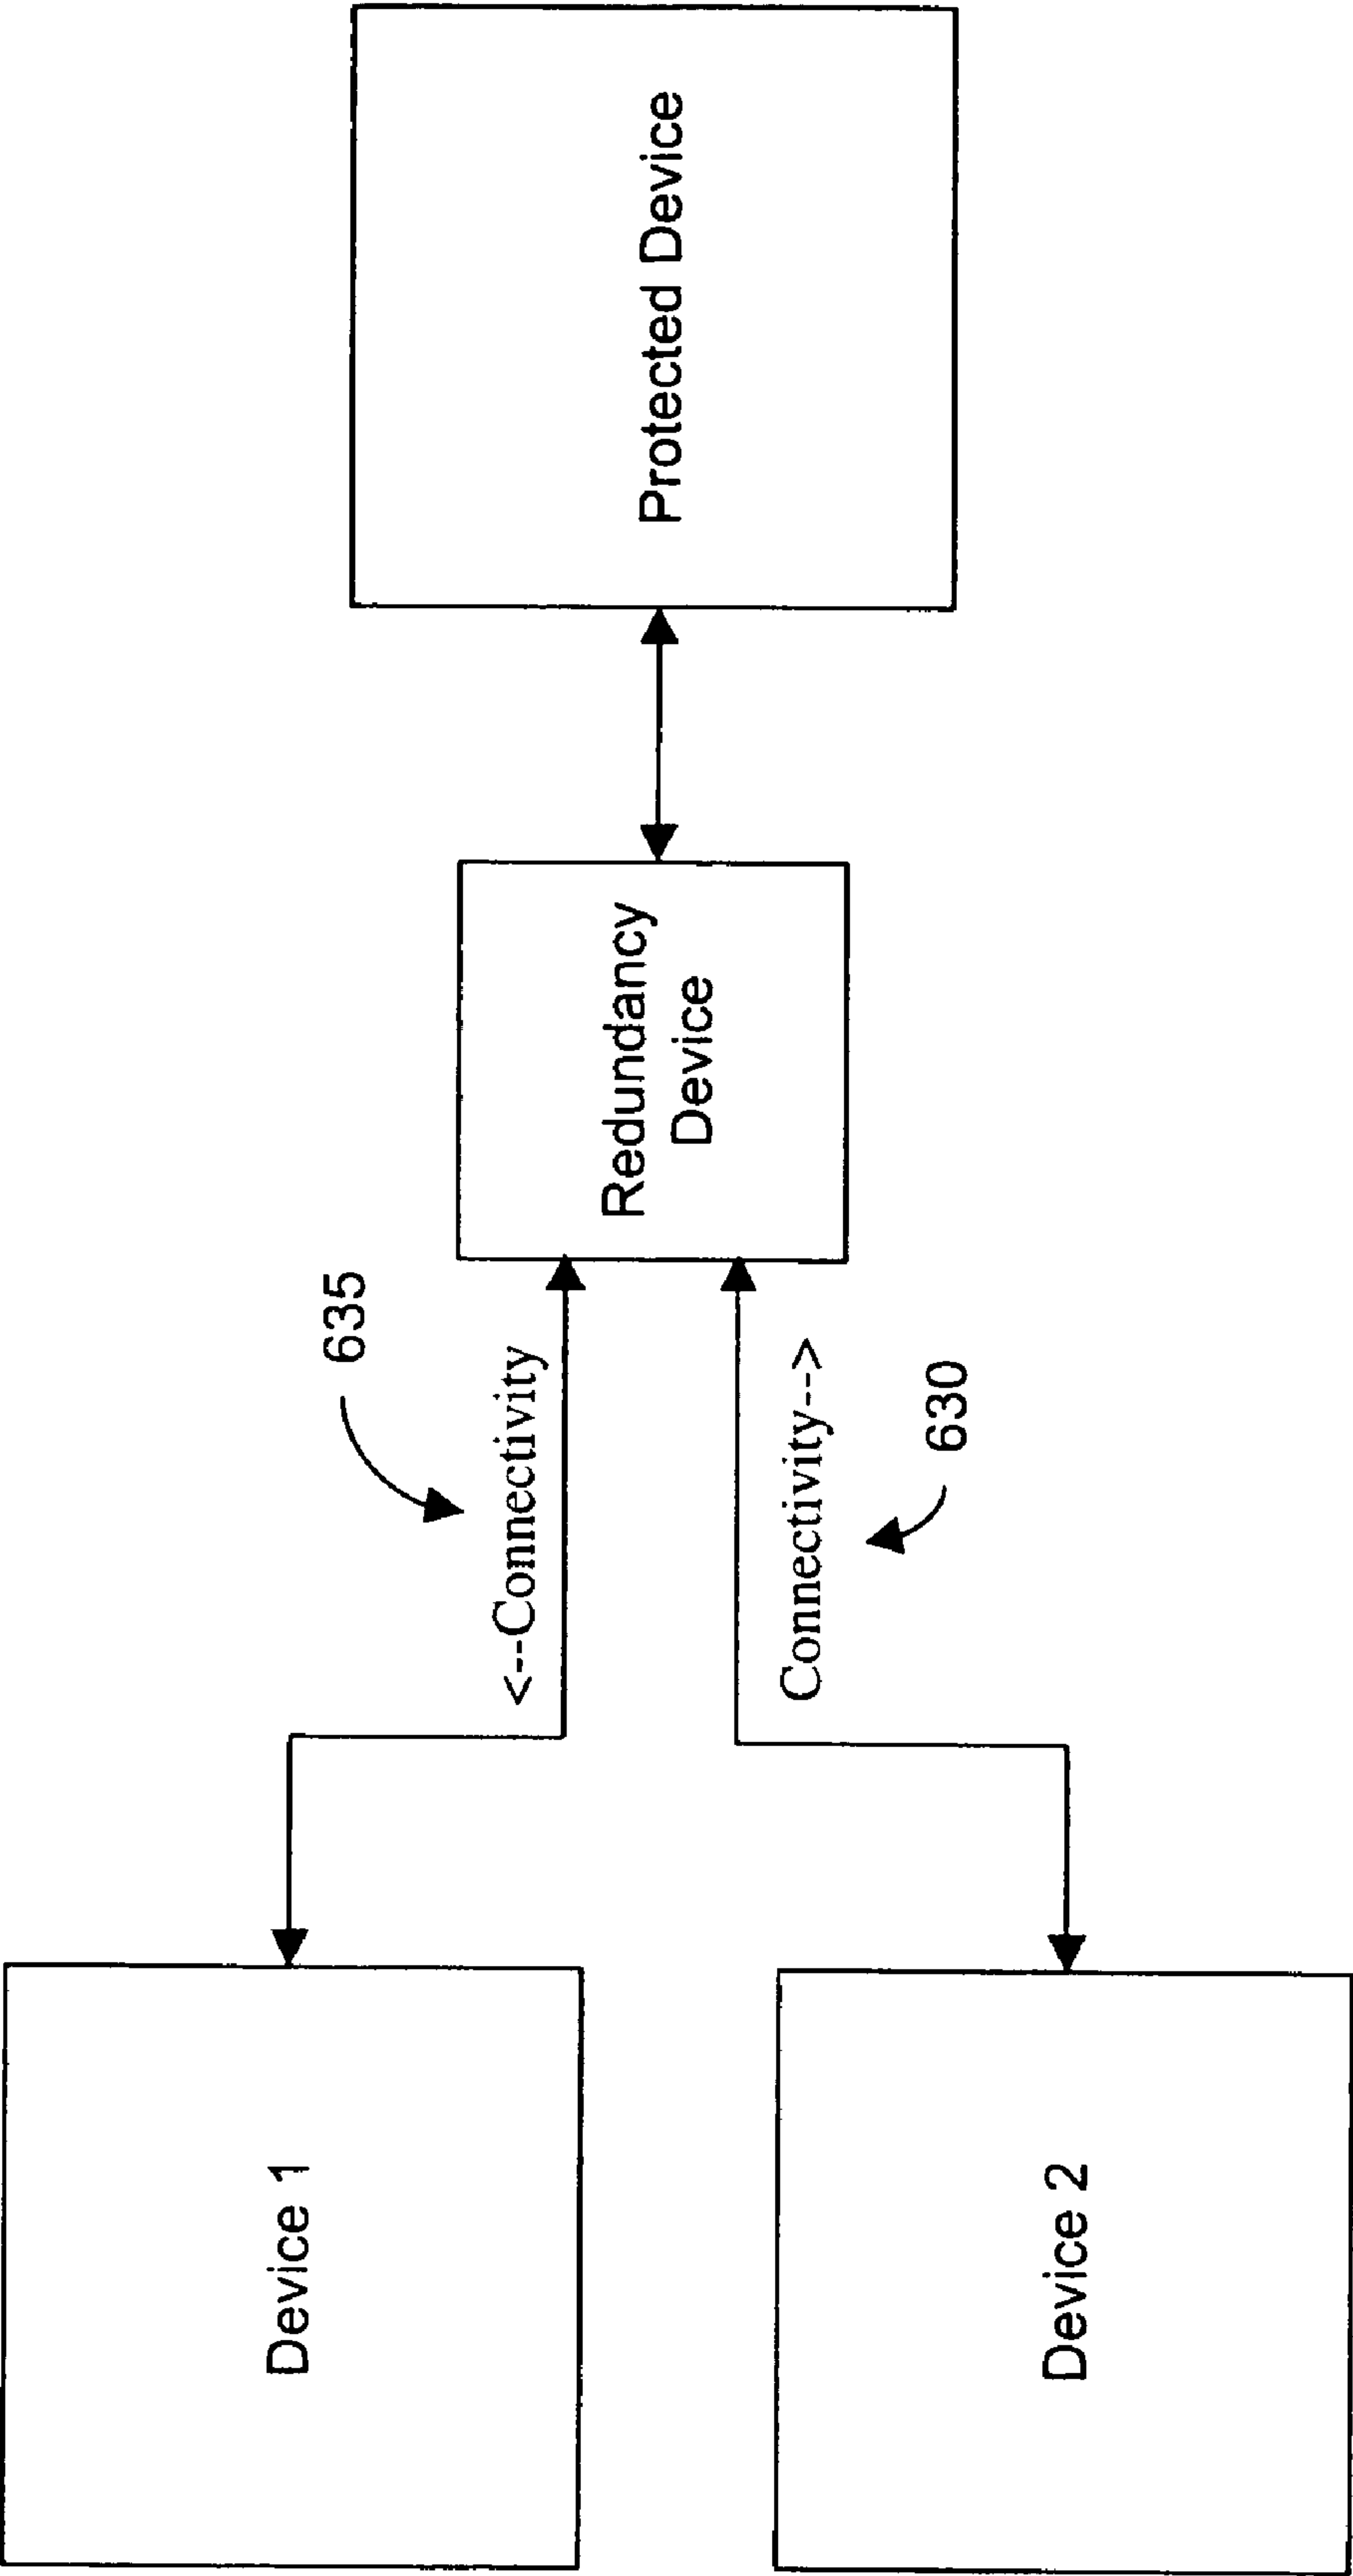 Device 1
<--Connectivity
635
Redundancy
Device
Protected Device
Device 2
Connectivity-->
630